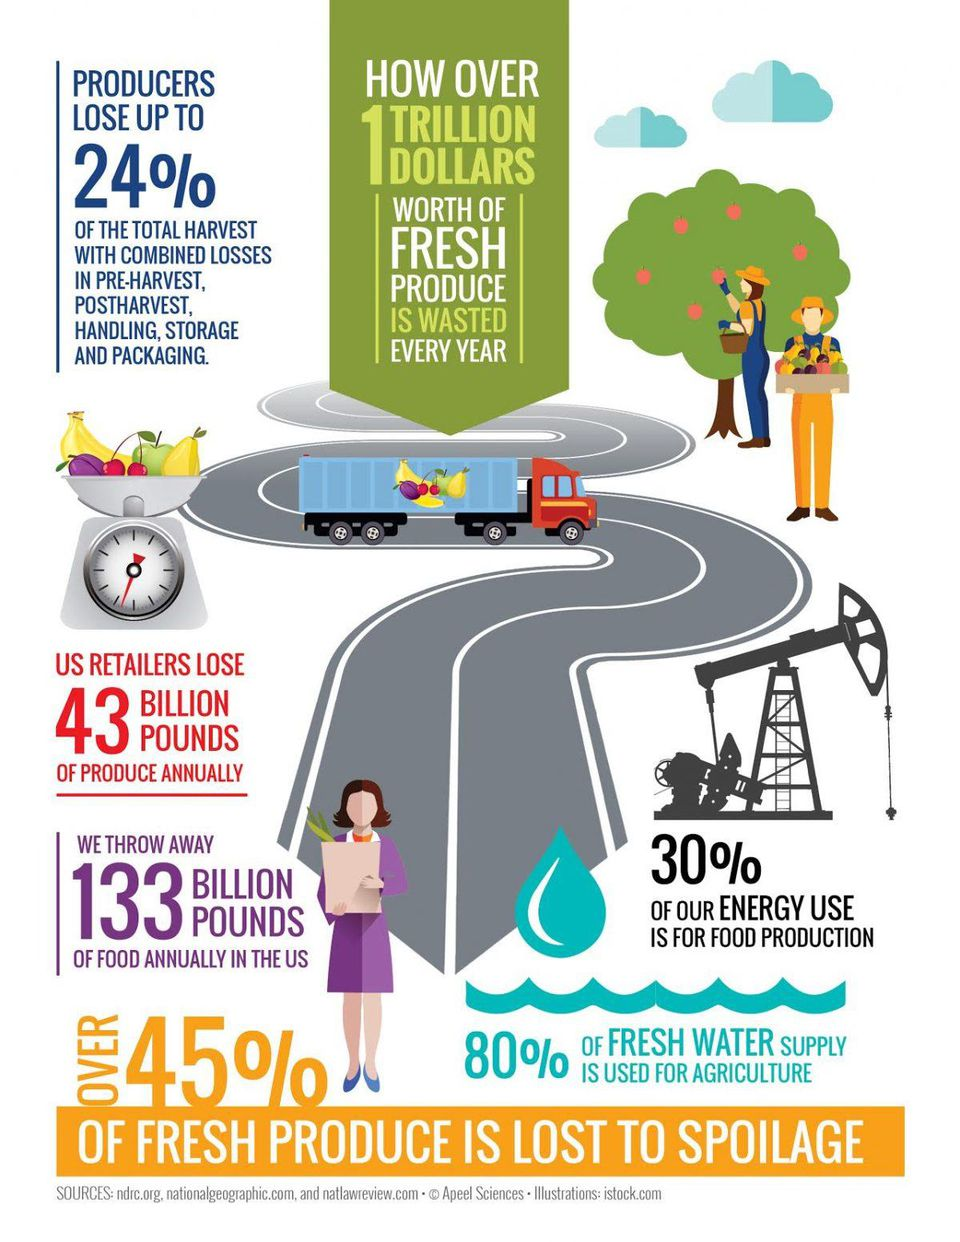 PRODUCERS
LOSE UP TO
24%
OF THE TOTAL HARVEST
WITH COMBINED LOSSES
IN PRE-HARVEST,
POSTHARVEST,
HANDLING, STORAGE
AND PACKAGING.
HOW OVER
1 TRILLION
DOLLARS
WORTH OF
FRESH
PRODUCE
IS WASTED
EVERY YEAR
US RETAILERS LOSE
43 BILLION
POUNDS
OF PRODUCE ANNUALLY
WE THROW AWAY
133 BILLION
POUNDS
OF FOOD ANNUALLY IN THE US
30%
OF OUR ENERGY USE
IS FOR FOOD PRODUCTION
80% OF FRESH WATER SUPPLY
IS USED FOR AGRICULTURE
OVER 45%
OF FRESH PRODUCE IS LOST TO SPOILAGE
SOURCES: ndrc.org, nationalgeographic.com, and natlawreview.com • © Apeel Sciences • Illustrations: istock.com